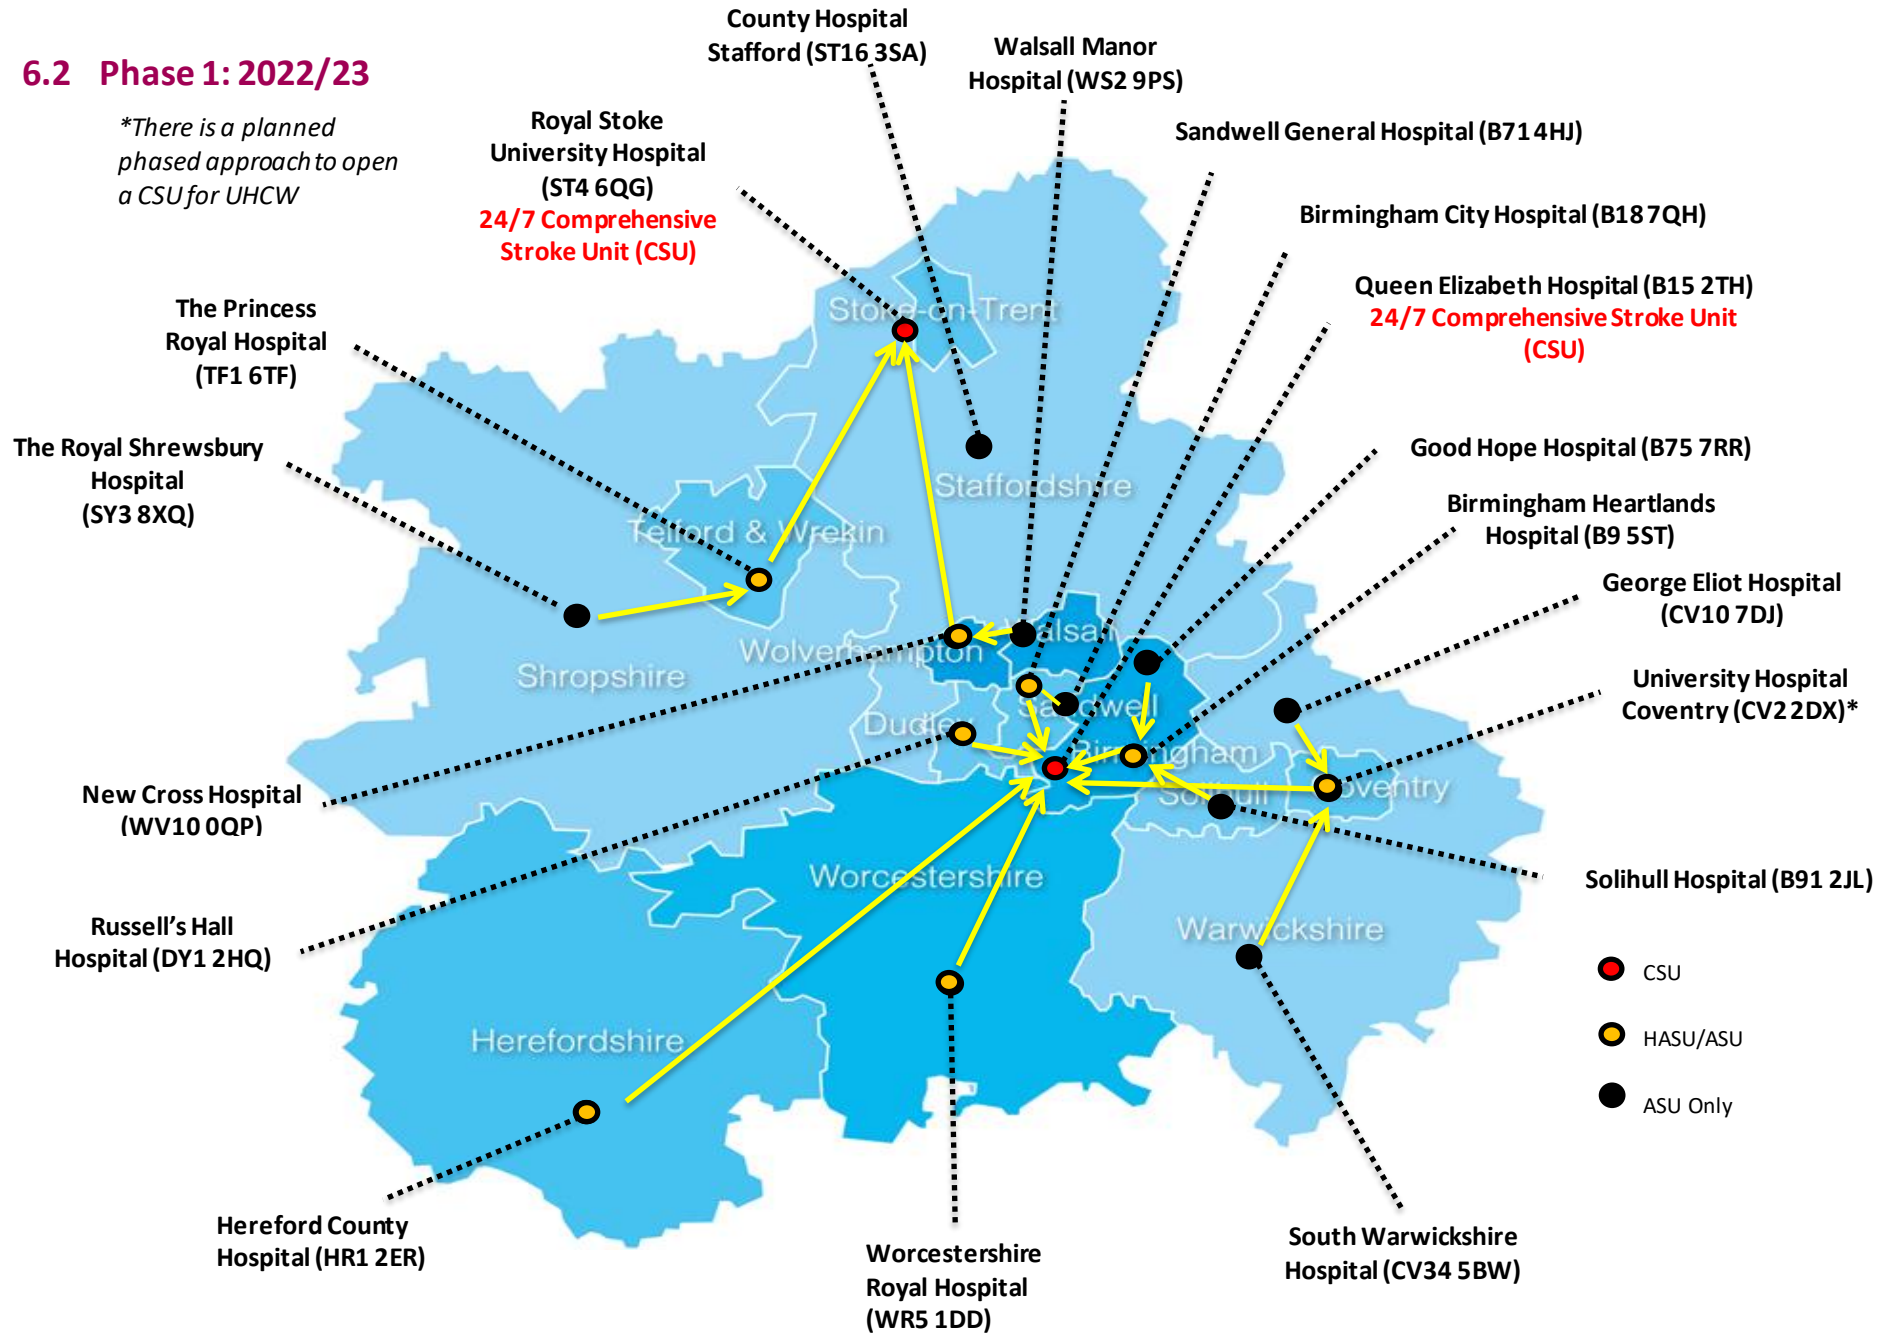 6.2 Phase 1: 2022/23
*There is a planned
phased approach to open
a CSU for UHCW
County Hospital
Stafford (ST16 3SA)
Walsall Manor
Hospital (WS2 9PS)
Royal Stoke
University Hospital
(ST4 6QG)
24/7 Comprehensive
Stroke Unit (CSU)
Sandwell General Hospital (B71 4HJ)
Birmingham City Hospital (B18 7QH)
Queen Elizabeth Hospital (B15 2TH)
24/7 Comprehensive Stroke Unit
(CSU)
The Princess
Royal Hospital
(TF1 6TF)
The Royal Shrewsbury
Hospital
(SY3 8XQ)
Good Hope Hospital (B75 7RR)
Birmingham Heartlands
Hospital (B9 5ST)
George Eliot Hospital
(CV10 7DJ)
University Hospital
Coventry (CV2 2DX)*
Stoke-on-Trent
Staffordshire
Telford & Wrekin
Shropshire
Wolverhampton
Walsall
Sandwell
Dudley
Birmingham
Solihull
Coventry
Worcestershire
Warwickshire
Herefordshire
New Cross Hospital
(WV10 0QP)
Russell's Hall
Hospital (DY1 2HQ)
Solihull Hospital (B91 2JL)
CSU
HASU/ASU
ASU Only
Hereford County
Hospital (HR1 2ER)
Worcestershire
Royal Hospital
(WR5 1DD)
South Warwickshire
Hospital (CV34 5BW)